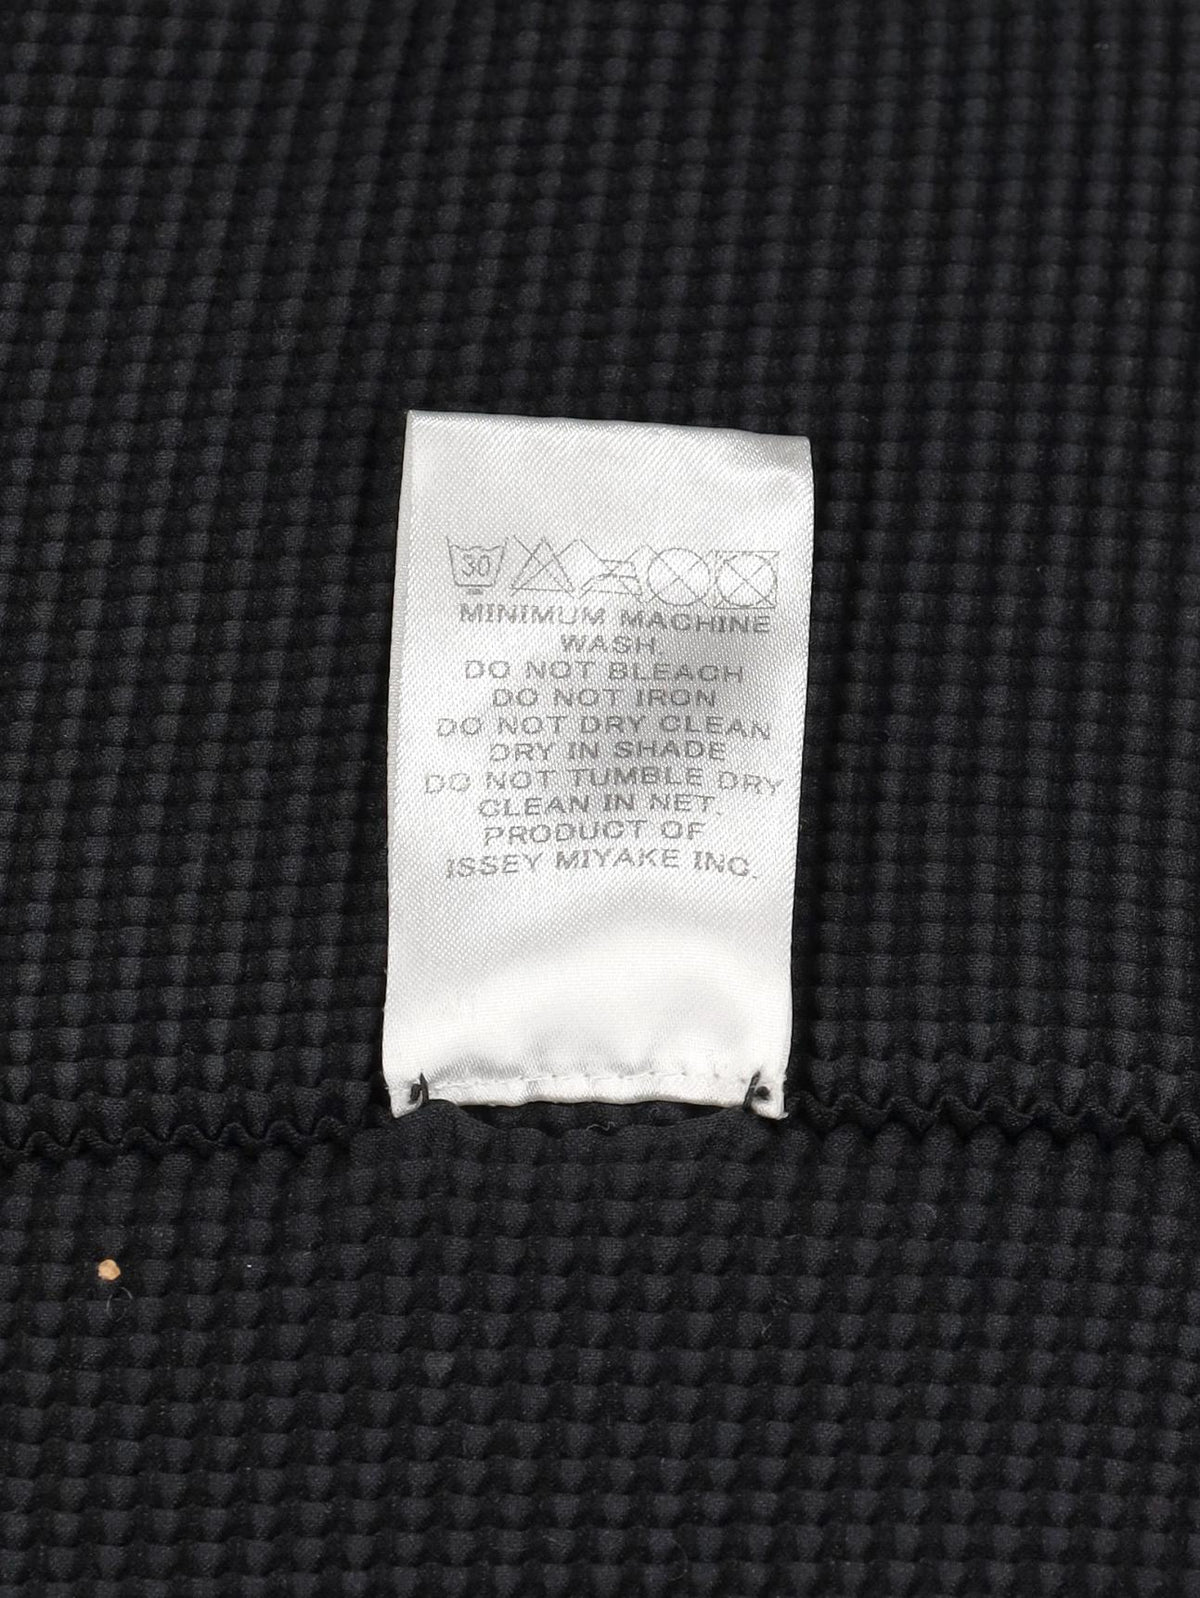 30
MINIMUM MACHINE
WASH.
DO NOT BLEACH
DO NOT IRON
DO NOT DRY CLEAN
DRY IN SHADE
DO NOT TUMBLE DRY
CLEAN IN NET.
PRODUCT OF
ISSEY MIYAKE INC.